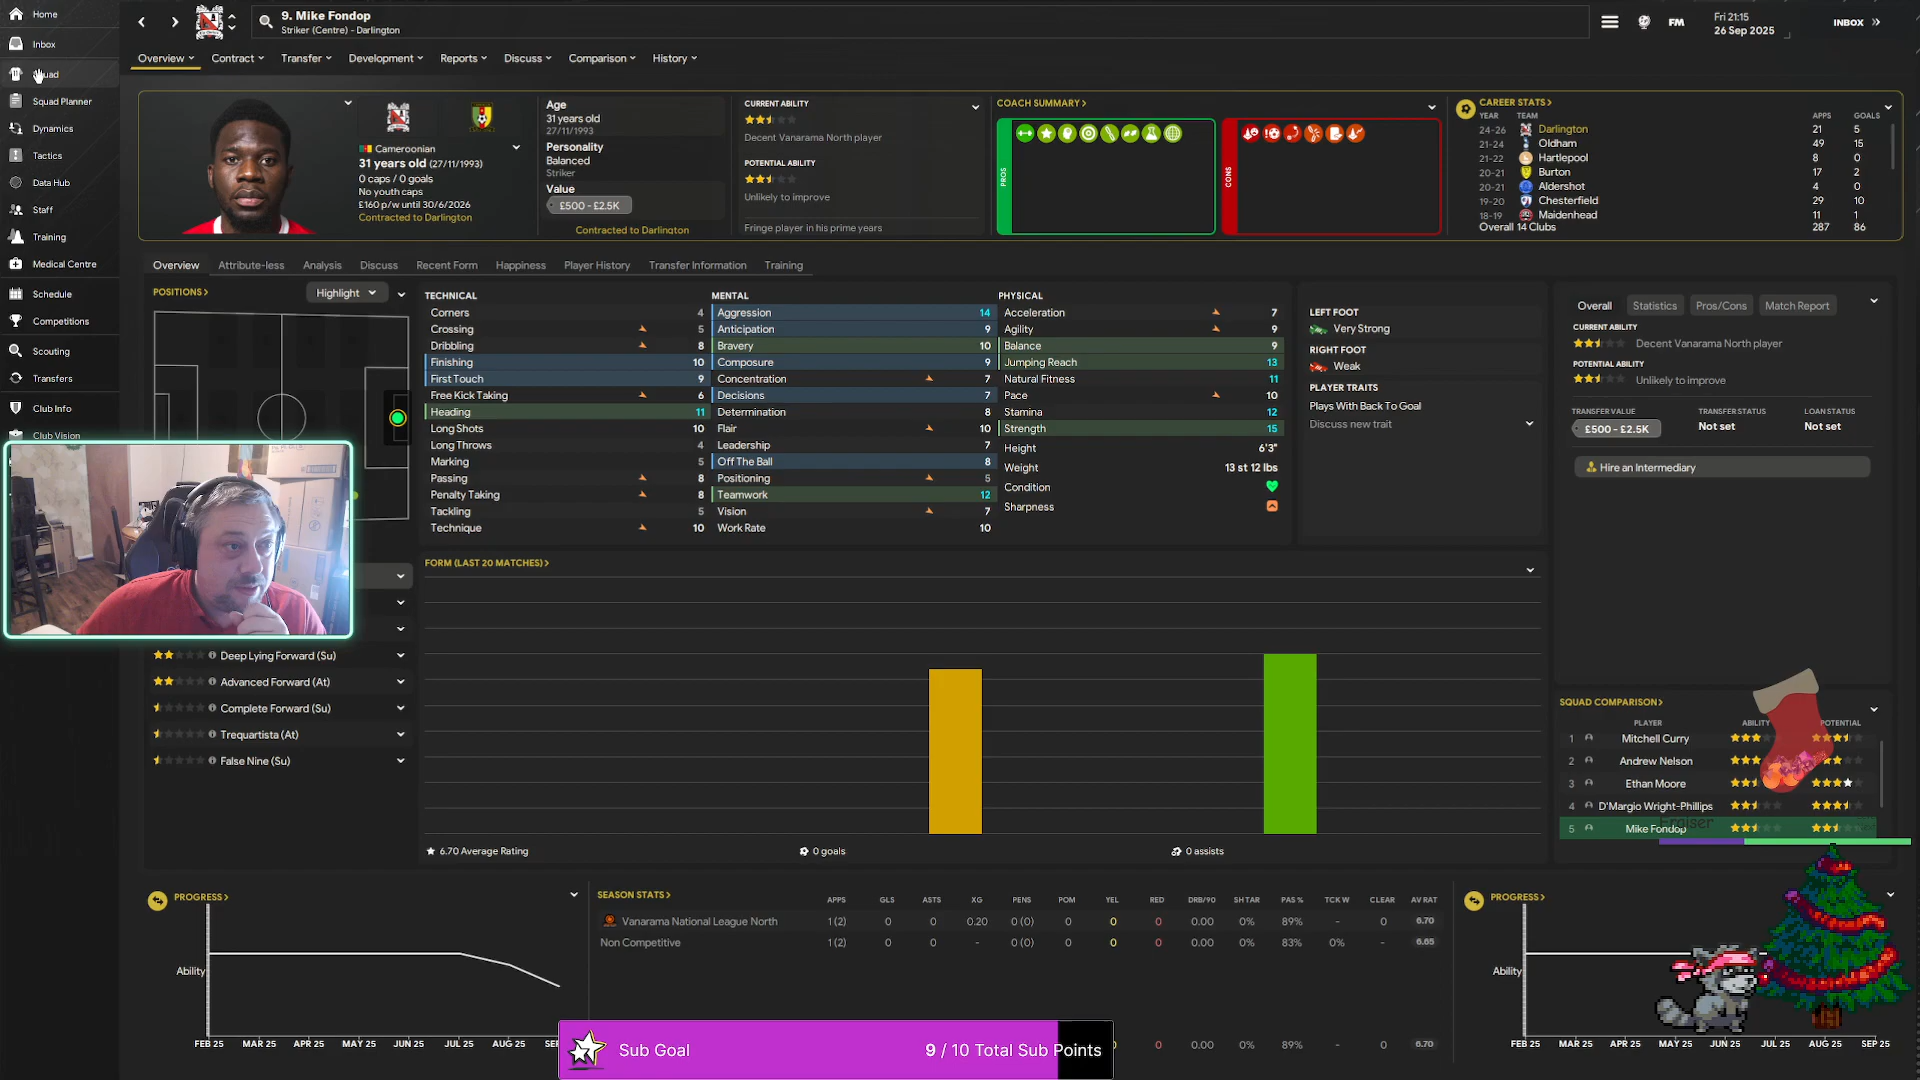 Home
Inbox
Squad Planner
Dynamics
Tactics
Data Hub
Staff
Training
Medical Centre
Schedule
Competitions
Scouting
Transfers
Club Info
Club Vision
9. Mike Fondop
Striker (Centre) - Darlington
FM
Fri 21:15
26 Sep 2025
INBOX
Overview
Contract
Transfer
Development
Reports
Discuss
Comparison
History
Cameroonian
31 years old (27/11/1993)
0 caps / 0 goals
No youth caps
£160 p/w until 30/6/2026
Contracted to Darlington
Age
31 years old
27/11/1993
Personality
Balanced
Striker
Value
£500 - £2.5K
Contracted to Darlington
CURRENT ABILITY
Decent Vanarama North player
POTENTIAL ABILITY
Unlikely to improve
Fringe player in his prime years
COACH SUMMARY
PROS
CONS
CAREER STATS
YEAR TEAM APPS GOALS
24-26 Darlington 21 5
21-24 Oldham 49 15
21-22 Hartlepool 8 0
20-21 Burton 17 2
20-21 Aldershot 4 0
19-20 Chesterfield 29 10
18-19 Maidenhead 11 1
Overall 14 Clubs 287 86
Overview Attribute-less Analysis Discuss Recent Form Happiness Player History Transfer Information Training
POSITIONS
Highlight
TECHNICAL
Corners 4
Crossing 5
Dribbling 8
Finishing 10
First Touch 9
Free Kick Taking 6
Heading 11
Long Shots 10
Long Throws 4
Marking 5
Passing 8
Penalty Taking 8
Tackling 5
Technique 10
MENTAL
Aggression 14
Anticipation 9
Bravery 10
Composure 9
Concentration 7
Decisions 7
Determination 8
Flair 10
Leadership 7
Off The Ball 8
Positioning 5
Teamwork 12
Vision 7
Work Rate 10
PHYSICAL
Acceleration 7
Agility 9
Balance 9
Jumping Reach 13
Natural Fitness 11
Pace 10
Stamina 12
Strength 15
Height 6'3"
Weight 13 st 12 lbs
Condition
Sharpness
LEFT FOOT
Very Strong
RIGHT FOOT
Weak
PLAYER TRAITS
Plays With Back To Goal
Discuss new trait
Overall Statistics Pros/Cons Match Report
CURRENT ABILITY
Decent Vanarama North player
POTENTIAL ABILITY
Unlikely to improve
TRANSFER VALUE TRANSFER STATUS LOAN STATUS
£500 - £2.5K Not set Not set
Hire an Intermediary
Deep Lying Forward (Su)
Advanced Forward (At)
Complete Forward (Su)
Trequartista (At)
False Nine (Su)
FORM (LAST 20 MATCHES)
6.70 Average Rating
0 goals
0 assists
SQUAD COMPARISON
PLAYER ABILITY POTENTIAL
1 Mitchell Curry
2 Andrew Nelson
3 Ethan Moore
4 D'Margio Wright-Phillips
5 Mike Fondop
PROGRESS
Ability
FEB 25 MAR 25 APR 25 MAY 25 JUN 25 JUL 25 AUG 25
SEASON STATS APPS GLS ASTS XG PENS POM YEL RED DRB/90 SH TAR PAS % TCK W CLEAR AV RAT
Vanarama National League North 1 (2) 0 0 0.20 0 (0) 0 0 0 0.00 0% 89% - 0 6.70
Non Competitive 1 (2) 0 0 - 0 (0) 0 0 0 0.00 0% 83% 0% - 6.65
0 0.00 0% 89% - 0 6.70
Sub Goal
9 / 10 Total Sub Points
PROGRESS
Ability
FEB 25 MAR 25 APR 25 MAY 25 JUN 25 JUL 25 AUG 25 SEP 25